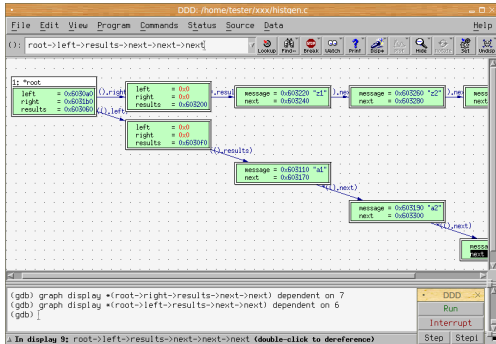 DDD: /home/tester/xxx/histgen.c
File Edit View Program Commands Status Source Data Help
(): root->left->results->next->next->next
Lookup Find» Break Watch Print Disp» Hide Rotate Set Undisp
1: *root
left = 0x6030a0
right = 0x6031b0
results = 0x603060
().right
().left
left = 0x0
right = 0x0
results = 0x603200
message = 0x603220 "z1"
next = 0x603240
message = 0x603260 "z2"
next = 0x603280
left = 0x0
right = 0x0
results = 0x6030f0
().results)
message = 0x603110 "a1"
next = 0x603170
().next)
message = 0x603190 "a2"
next = 0x603300
().next)
next
(gdb) graph display *(root->right->results->next->next) dependent on 7
(gdb) graph display *(root->left->results->next->next) dependent on 6
(gdb)
DDD
Run
Interrupt
Step Stepi
In display 9: root->left->results->next->next->next (double-click to dereference)